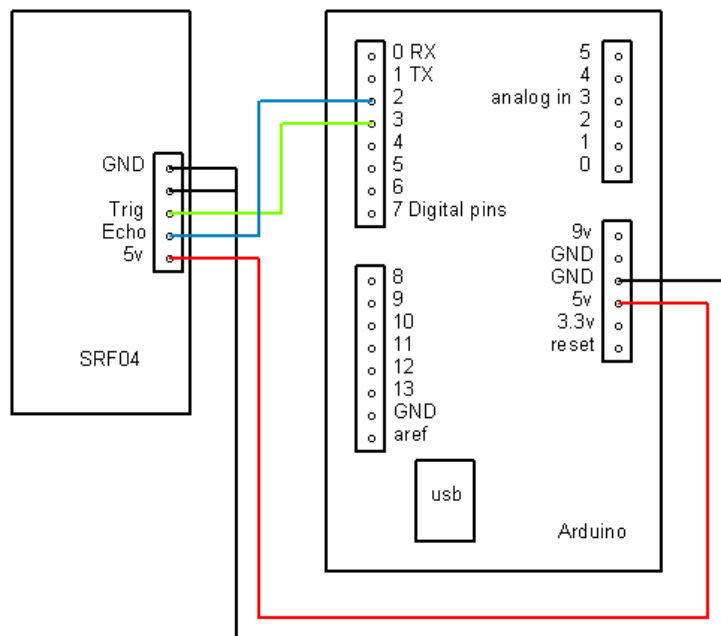 GND
Trig
Echo
5v
SRF04
0 RX
1 TX
2
3
4
5
6
7 Digital pins
8
9
10
11
12
13
GND
aref
usb
5
4
analog in 3
2
1
0
9v
GND
GND
5v
3.3v
reset
Arduino